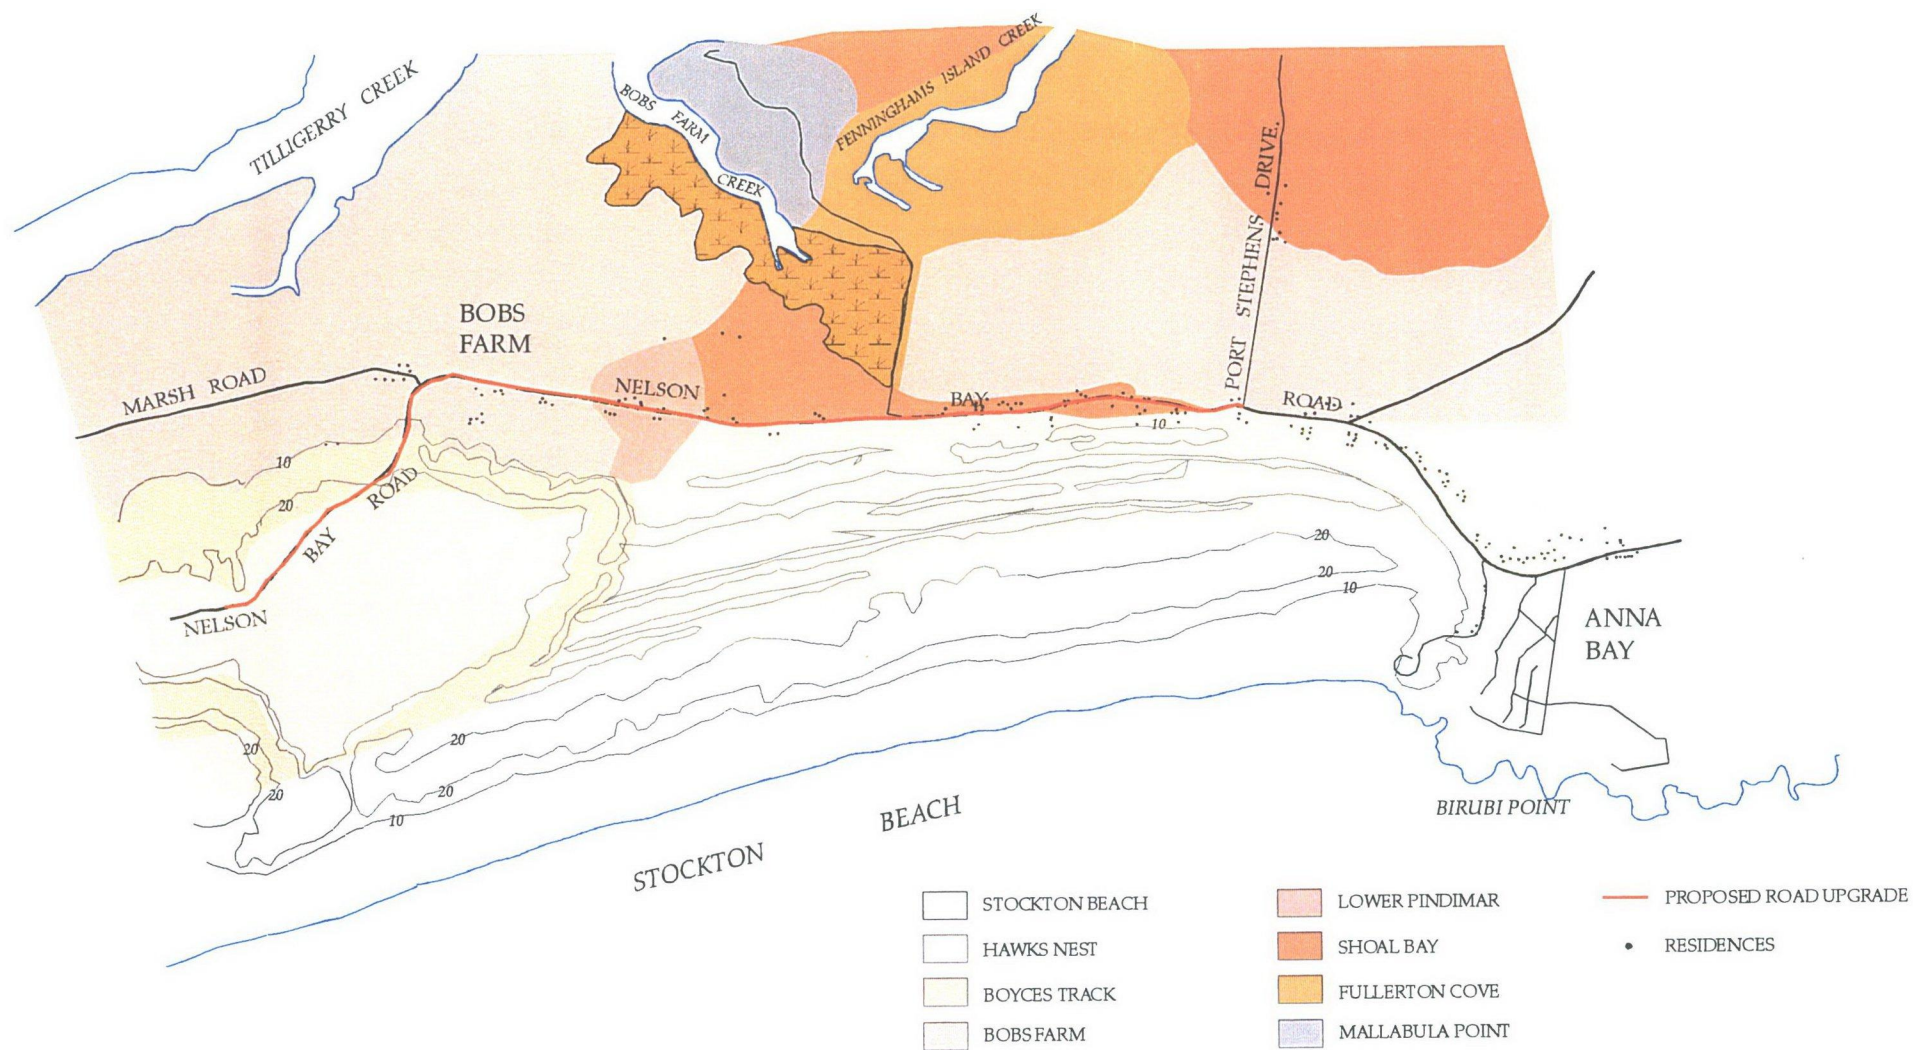 FENNINGHAMS ISLAND CREEK
TILLIGERRY CREEK
BOBS
FARM
CREEK
PORT STEPHENS DRIVE
BOBS
FARM
MARSH ROAD
NELSON
BAY
ROAD
10
10
20
ROAD
BAY
NELSON
20
20
10
ANNA
BAY
20
20
20
20
10
BIRUBI POINT
STOCKTON BEACH
STOCKTON BEACH
HAWKS NEST
BOYCES TRACK
BOBS FARM
LOWER PINDIMAR
SHOAL BAY
FULLERTON COVE
MALLABULA POINT
PROPOSED ROAD UPGRADE
RESIDENCES